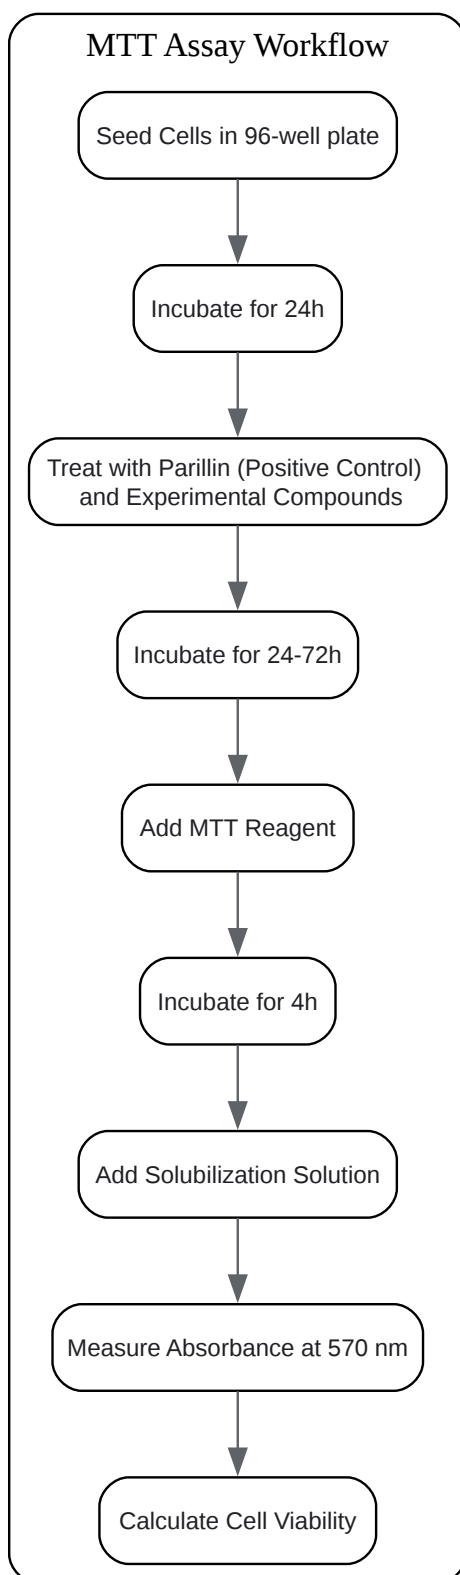 MTT Assay Workflow
Seed Cells in 96-well plate
Incubate for 24h
Treat with Parillin (Positive Control)
and Experimental Compounds
Incubate for 24-72h
Add MTT Reagent
Incubate for 4h
Add Solubilization Solution
Measure Absorbance at 570 nm
Calculate Cell Viability